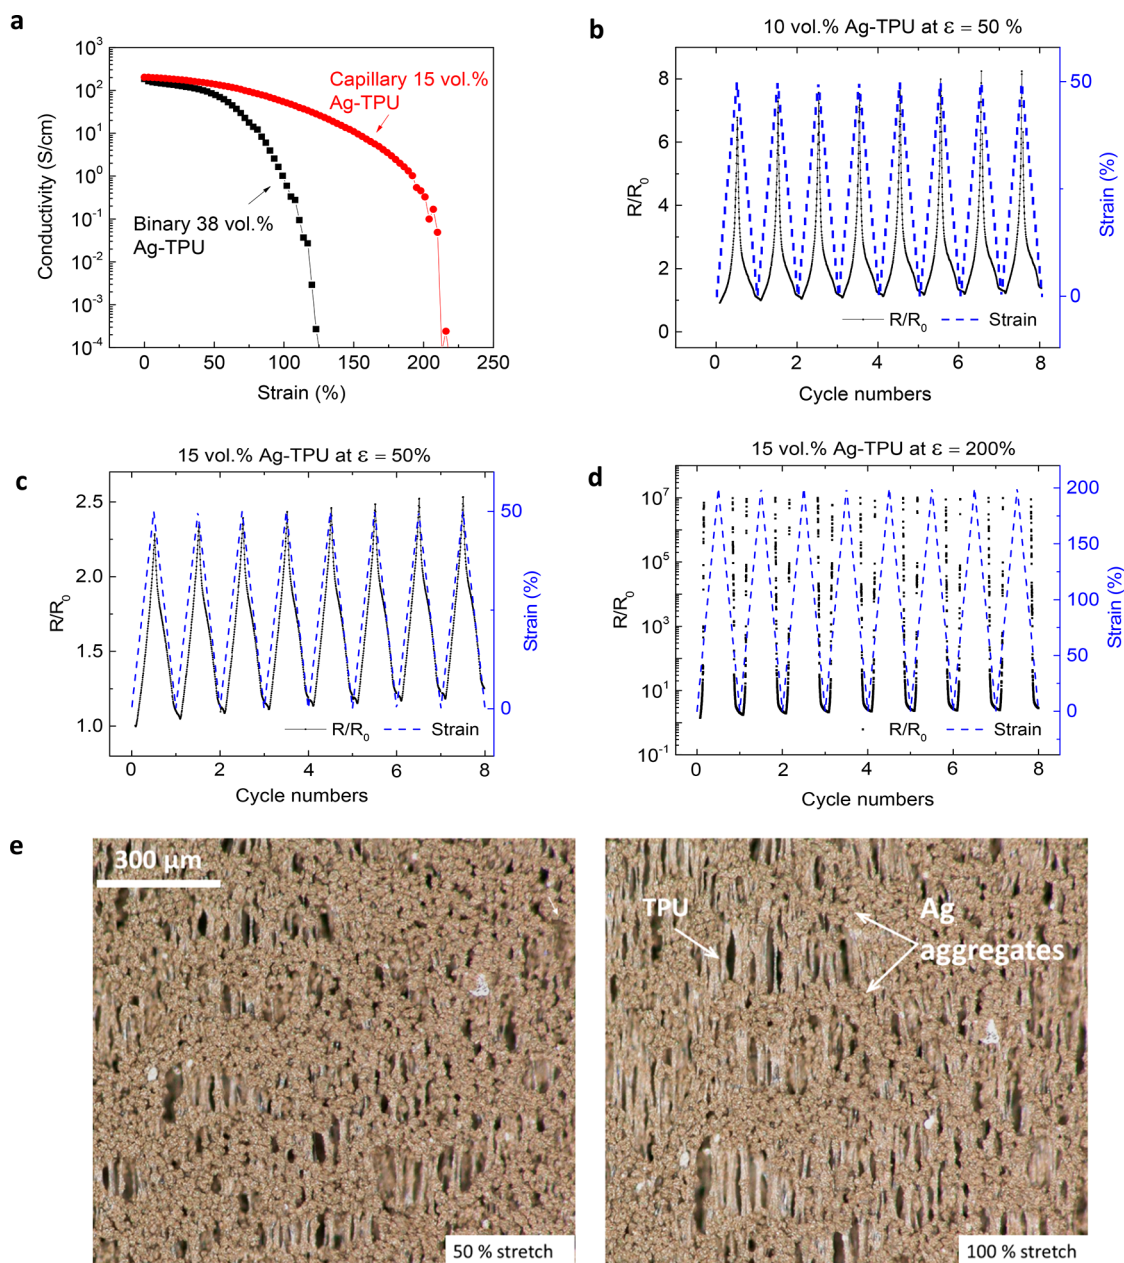 a
10³
10²
10¹
10⁰
10⁻¹
10⁻²
10⁻³
10⁻⁴
Conductivity (S/cm)
Capillary 15 vol.%
Ag-TPU
Binary 38 vol.%
Ag-TPU
0 50 100 150 200 250
Strain (%)
b
10 vol.% Ag-TPU at ε = 50 %
8
6
4
2
0
R/R₀
50
0
Strain (%)
R/R₀ Strain
0 2 4 6 8
Cycle numbers
c
15 vol.% Ag-TPU at ε = 50%
2.5
2.0
1.5
1.0
R/R₀
50
0
Strain (%)
R/R₀ Strain
0 2 4 6 8
Cycle numbers
d
15 vol.% Ag-TPU at ε = 200%
10⁷
10⁵
10³
10¹
10⁻¹
R/R₀
200
150
100
50
0
Strain (%)
R/R₀ Strain
0 2 4 6 8
Cycle numbers
e
300 µm
50 % stretch
TPU
Ag
aggregates
100 % stretch